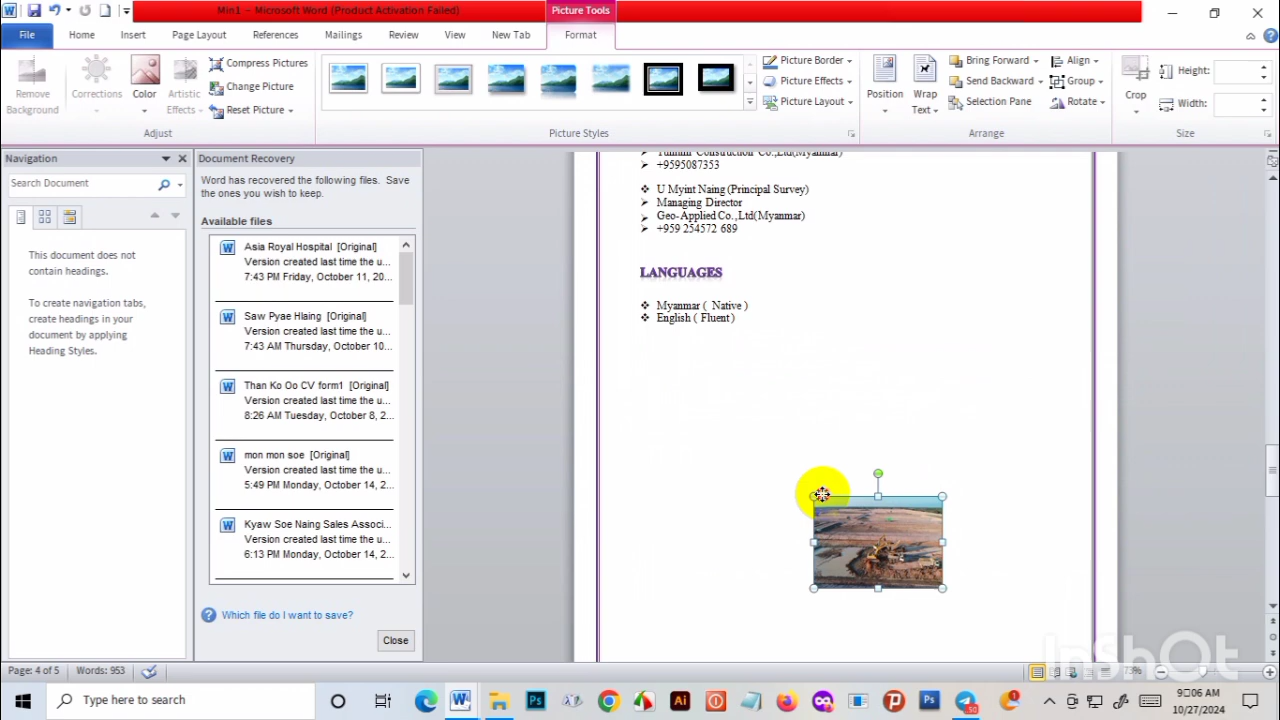 Min1 - Microsoft Word (Product Activation Failed)
Picture Tools
File
Home
Insert
Page Layout
References
Mailings
Review
View
New Tab
Format
Remove Background
Corrections
Color
Artistic Effects
Compress Pictures
Change Picture
Reset Picture
Adjust
Picture Styles
Picture Border
Picture Effects
Picture Layout
Position
Wrap Text
Bring Forward
Send Backward
Selection Pane
Align
Group
Rotate
Arrange
Crop
Height:
Width:
Size
Navigation
Search Document
This document does not
contain headings.
To create navigation tabs,
create headings in your
document by applying
Heading Styles.
Document Recovery
Word has recovered the following files. Save
the ones you wish to keep.
Available files
Asia Royal Hospital [Original]
Version created last time the u...
7:43 PM Friday, October 11, 20...
Saw Pyae Hlaing [Original]
Version created last time the u...
7:43 AM Thursday, October 10...
Than Ko Oo CV form1 [Original]
Version created last time the u...
8:26 AM Tuesday, October 8, 2...
mon mon soe [Original]
Version created last time the u...
5:49 PM Monday, October 14, 2...
Kyaw Soe Naing Sales Associ...
Version created last time the u...
6:13 PM Monday, October 14, 2...
Which file do I want to save?
Close
Construction Co.,Ltd(Myanmar)
+9595087353
U Myint Naing (Principal Survey)
Managing Director
Geo-Applied Co.,Ltd(Myanmar)
+959 254572 689
LANGUAGES
Myanmar ( Native )
English ( Fluent )
InShOt
Page: 4 of 5
Words: 953
73%
Type here to search
9:06 AM
10/27/2024